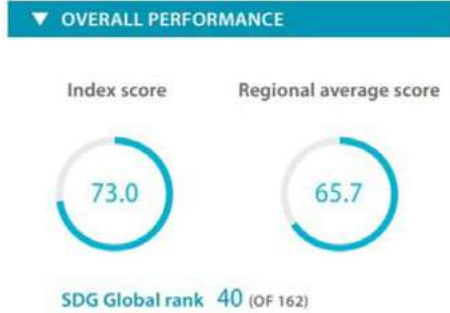 ▼ OVERALL PERFORMANCE
Index score Regional average score
73.0 65.7
SDG Global rank 40 (OF 162)